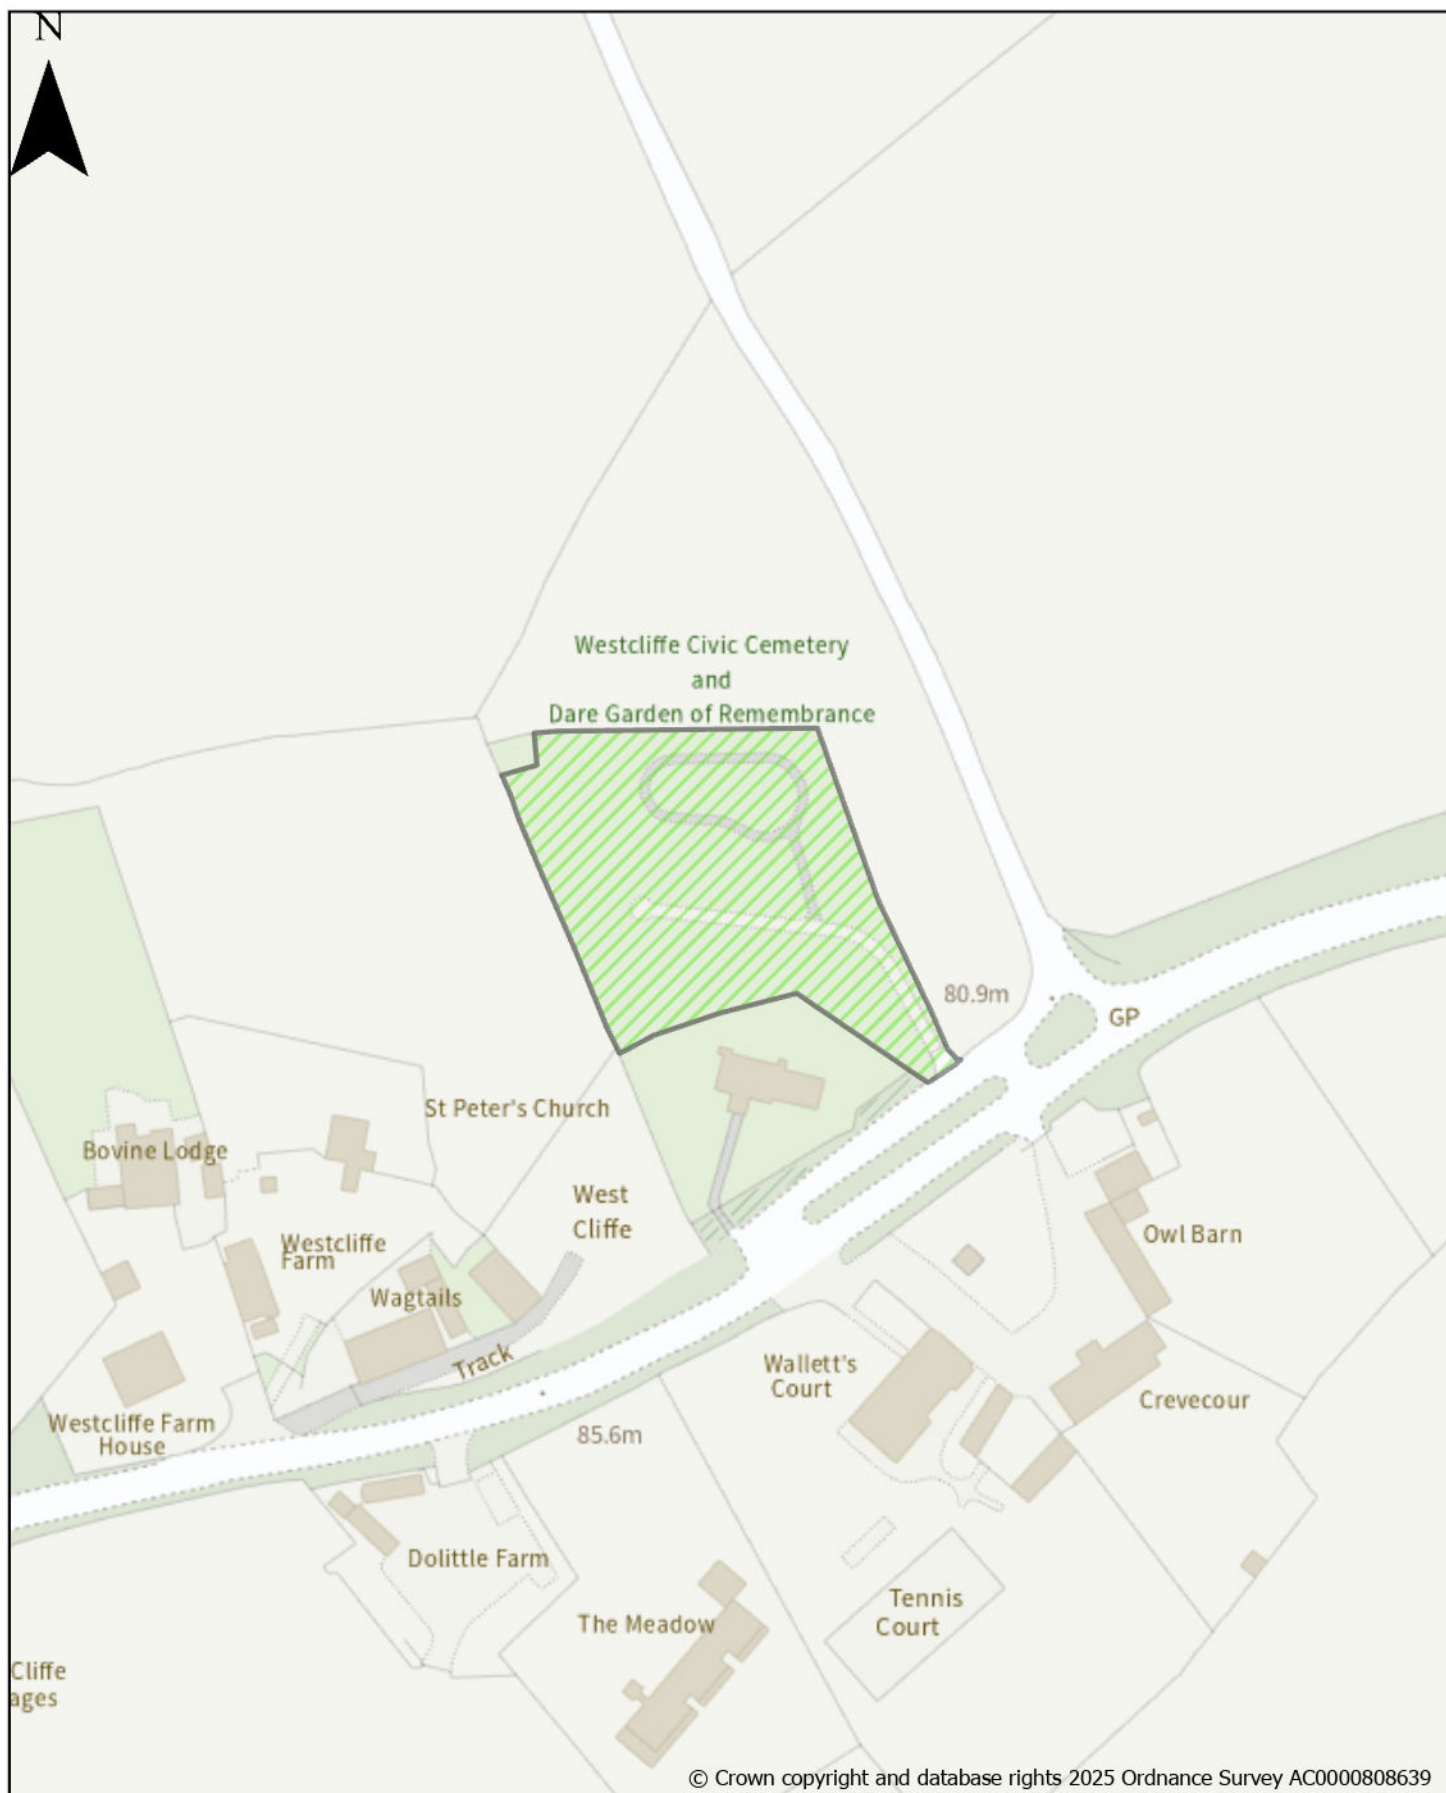 N
Westcliffe Civic Cemetery
and
Dare Garden of Remembrance
80.9m
GP
St Peter's Church
Bovine Lodge
West
Cliffe
Westcliffe
Farm
Owl Barn
Wagtails
Track
Wallett's
Court
Crevecour
Westcliffe Farm
House
85.6m
Dolittle Farm
Tennis
Court
The Meadow
Cliffe
ages
© Crown copyright and database rights 2025 Ordnance Survey AC0000808639